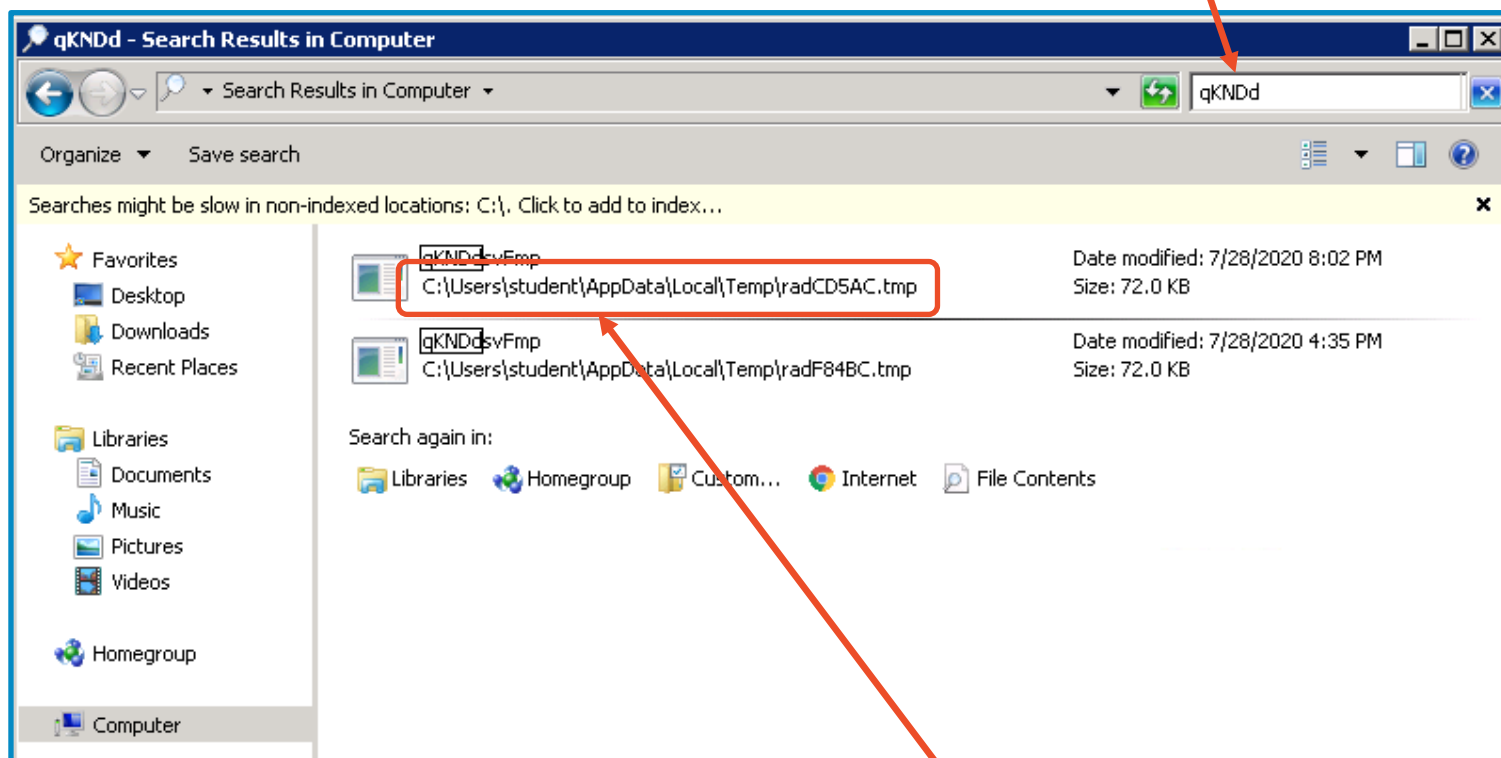 qKNDd - Search Results in Computer
Search Results in Computer
qKNDd
Organize
Save search
Searches might be slow in non-indexed locations: C:\. Click to add to index...
Favorites
Desktop
Downloads
Recent Places
Libraries
Documents
Music
Pictures
Videos
Homegroup
Computer
qKNDdsvFmp
C:\Users\student\AppData\Local\Temp\radCD5AC.tmp
Date modified: 7/28/2020 8:02 PM
Size: 72.0 KB
qKNDdsvFmp
C:\Users\student\AppData\Local\Temp\radF84BC.tmp
Date modified: 7/28/2020 4:35 PM
Size: 72.0 KB
Search again in:
Libraries
Homegroup
Custom...
Internet
File Contents